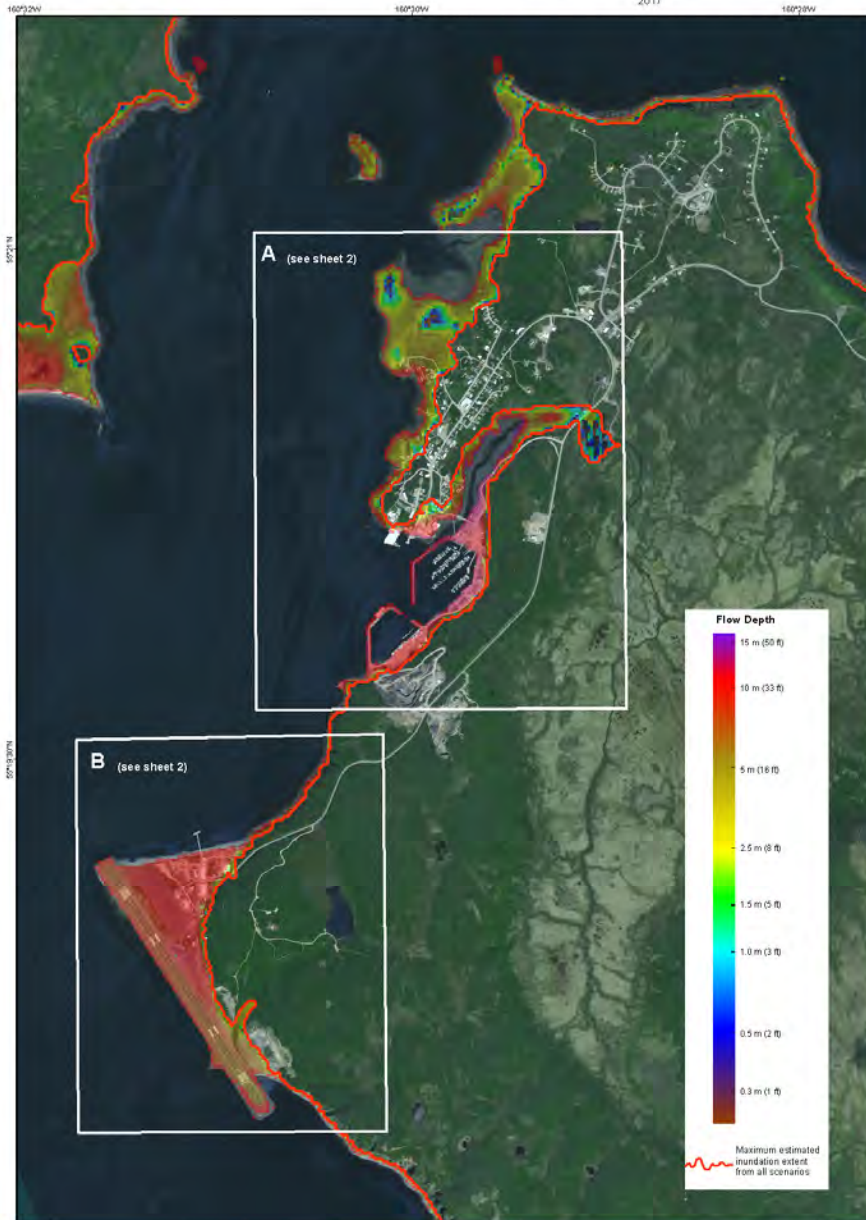 2017
160°32'W
160°30'W
160°28'W
55°21'N
A (see sheet 2)
55°19'30"N
B (see sheet 2)
Flow Depth
15 m (50 ft)
10 m (33 ft)
5 m (16 ft)
2.5 m (8 ft)
1.5 m (5 ft)
1.0 m (3 ft)
0.5 m (2 ft)
0.3 m (1 ft)
Maximum estimated
inundation extent
from all scenarios